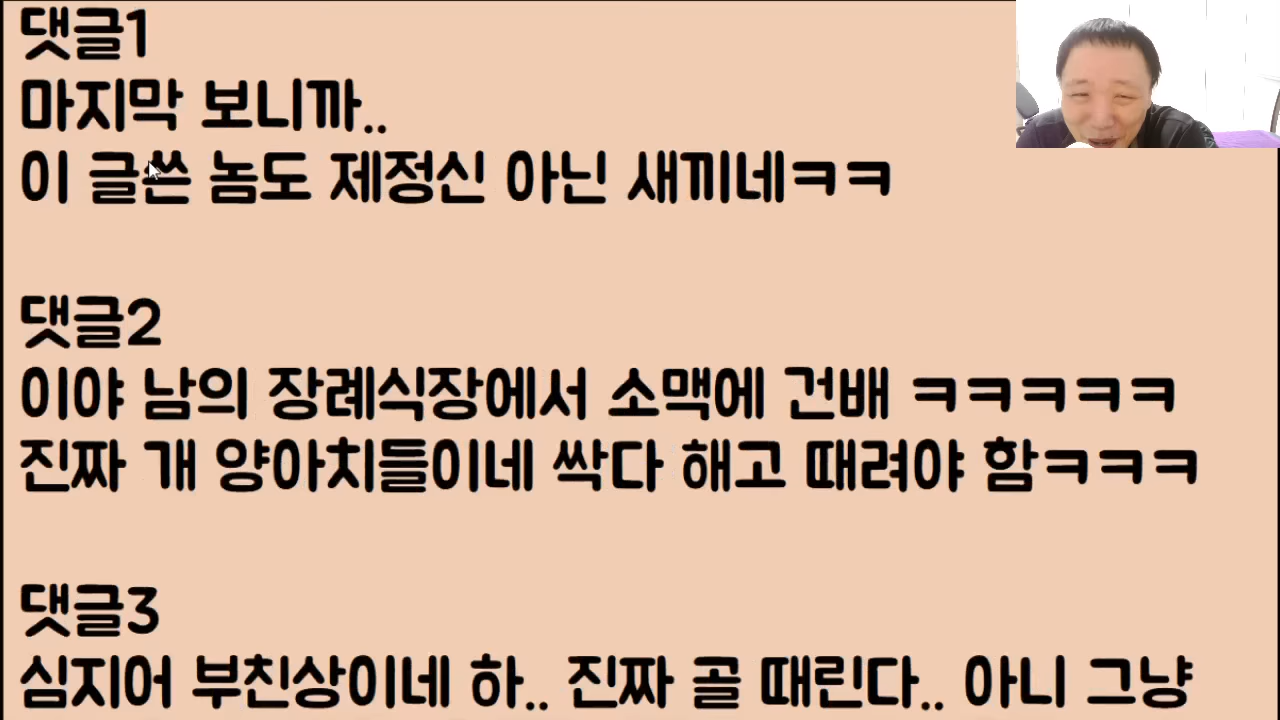 댓글1
마지막 보니까..
이 글쓴 놈도 제정신 아닌 새끼네ㅋㅋ
댓글2
이야 남의 장례식장에서 소맥에 건배 ㅋㅋㅋㅋㅋ
진짜 개 양아치들이네 싹다 해고 때려야 함ㅋㅋㅋ
댓글3
심지어 부친상이네 하.. 진짜 골 때린다.. 아니 그냥